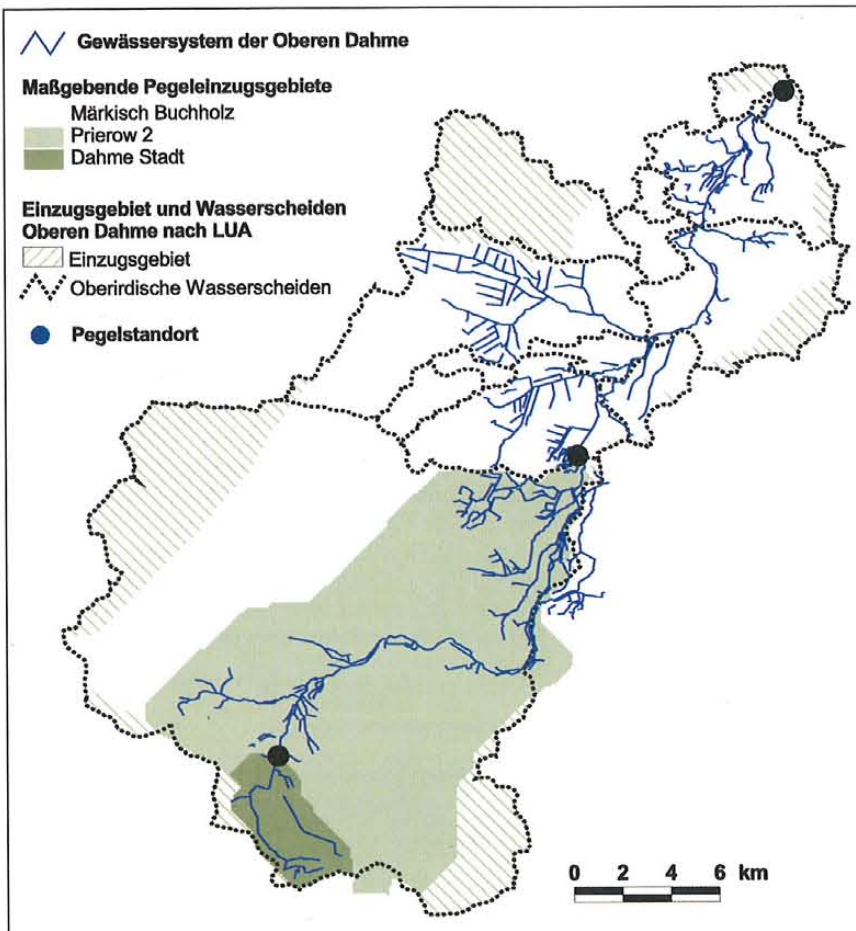 Gewässersystem der Oberen Dahme
Maßgebende Pegeleinzugsgebiete
Märkisch Buchholz
Prierow 2
Dahme Stadt
Einzugsgebiet und Wasserscheiden
Oberen Dahme nach LUA
Einzugsgebiet
Oberirdische Wasserscheiden
Pegelstandort
0 2 4 6 km